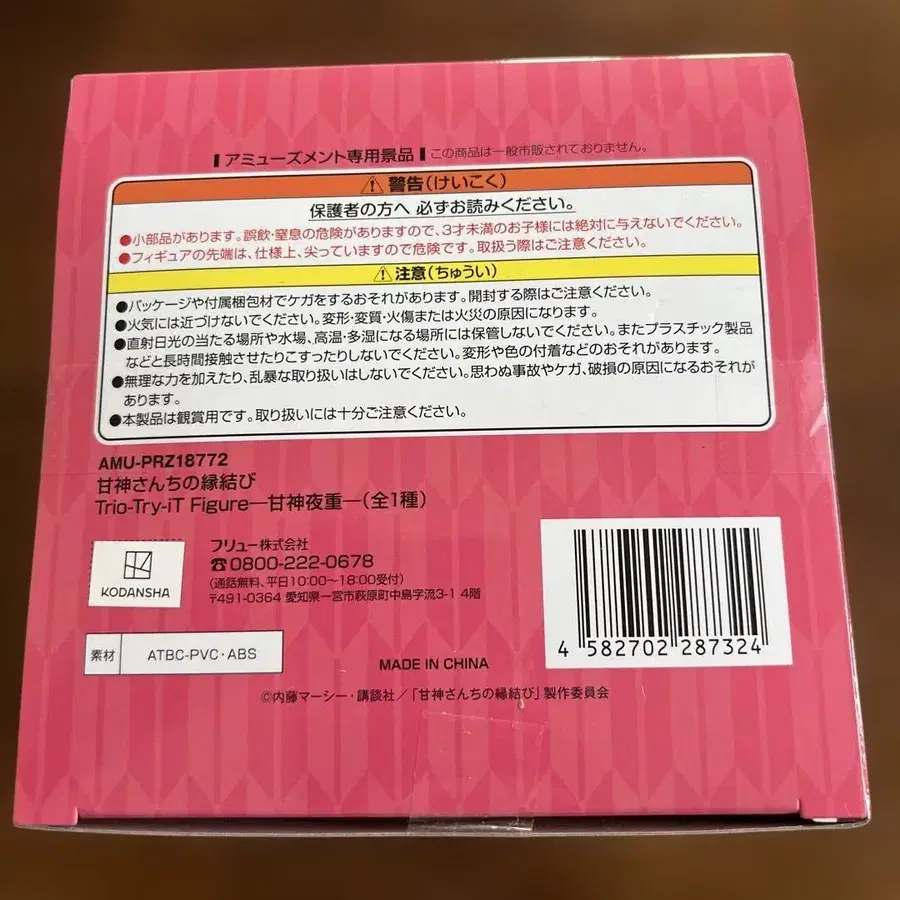 アミューズメント専用景品 この商品は一般市販されておりません。
⚠警告(けいこく)
保護者の方へ 必ずお読みください。
●小部品があります。誤飲・窒息の危険がありますので、3才未満のお子様には絶対に与えないでください。
●フィギュアの先端は、仕様上、尖っていますので危険です。取扱う際はご注意ください。
⚠注意(ちゅうい)
●パッケージや付属梱包材でケガをするおそれがあります。開封する際はご注意ください。
●火気には近づけないでください。変形・変質・火傷または火災の原因になります。
●直射日光の当たる場所や水場、高温・多湿になる場所には保管しないでください。またプラスチック製品
などと長時間接触させたりこすったりしないでください。変形や色の付着などのおそれがあります。
●無理な力を加えたり、乱暴な取り扱いはしないでください。思わぬ事故やケガ、破損の原因になるおそれが
あります。
●本製品は観賞用です。取り扱いには十分ご注意ください。
AMU-PRZ18772
甘神さんちの縁結び
Trio-Try-iT Figure―甘神夜重―(全1種)
KODANSHA
フリュー株式会社
☎0800-222-0678
(通話無料、平日10:00~18:00受付)
〒491-0364 愛知県一宮市萩原町中島字流3-1 4階
4 582702 287324
素材 ATBC-PVC・ABS
MADE IN CHINA
©内藤マーシー・講談社/「甘神さんちの縁結び」製作委員会